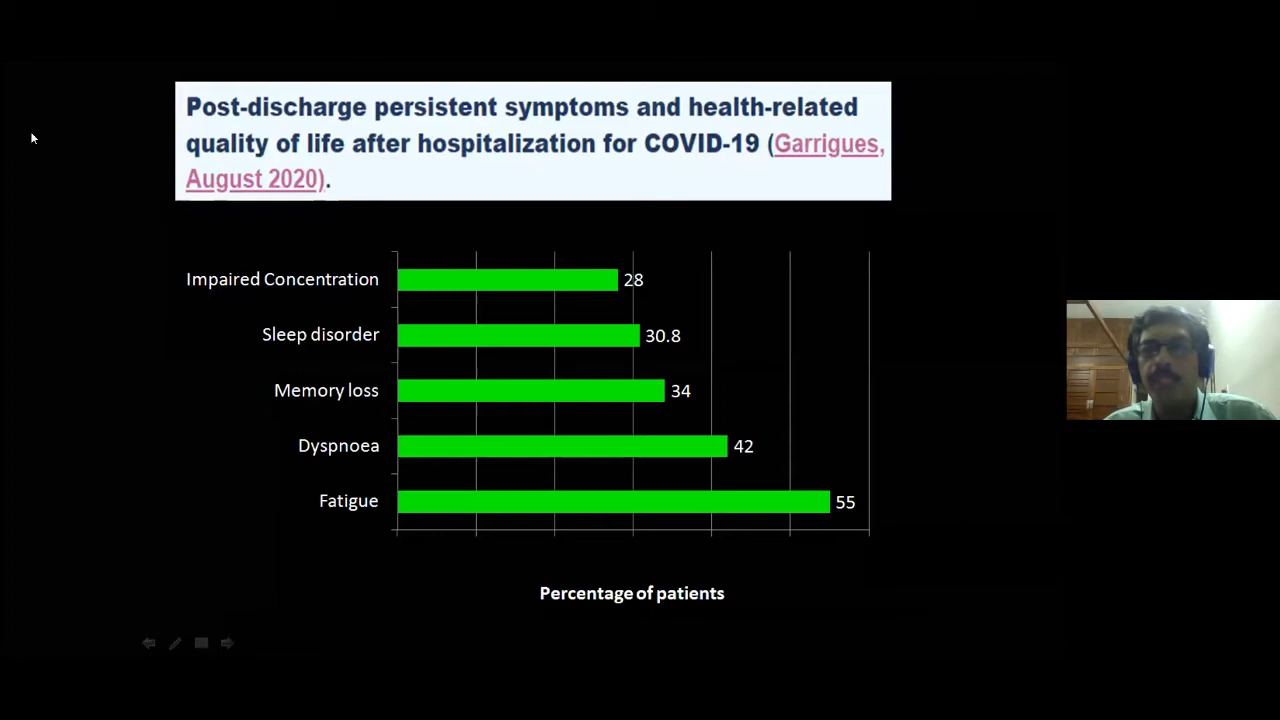 Post-discharge persistent symptoms and health-related
quality of life after hospitalization for COVID-19 (Garrigues,
August 2020).
Impaired Concentration 28
Sleep disorder 30.8
Memory loss 34
Dyspnoea 42
Fatigue 55
Percentage of patients